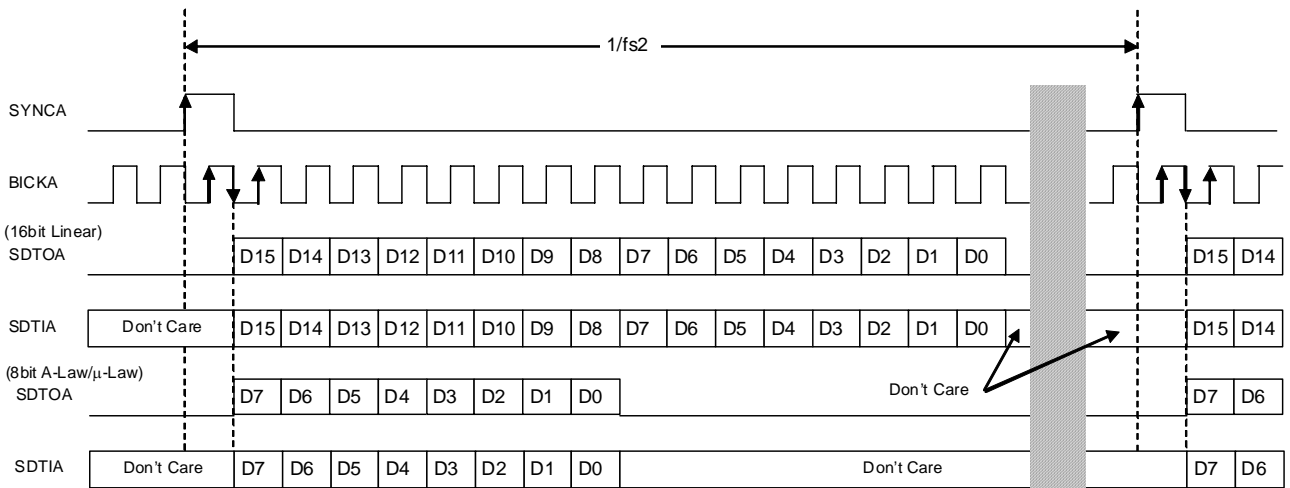 1/fs2
SYNCA
BICKA
(16bit Linear)
SDTOA D15 D14 D13 D12 D11 D10 D9 D8 D7 D6 D5 D4 D3 D2 D1 D0 D15 D14
SDTIA Don't Care D15 D14 D13 D12 D11 D10 D9 D8 D7 D6 D5 D4 D3 D2 D1 D0 D15 D14
(8bit A-Law/μ-Law)
Don't Care
SDTOA D7 D6 D5 D4 D3 D2 D1 D0 D7 D6
SDTIA Don't Care D7 D6 D5 D4 D3 D2 D1 D0 Don't Care D7 D6